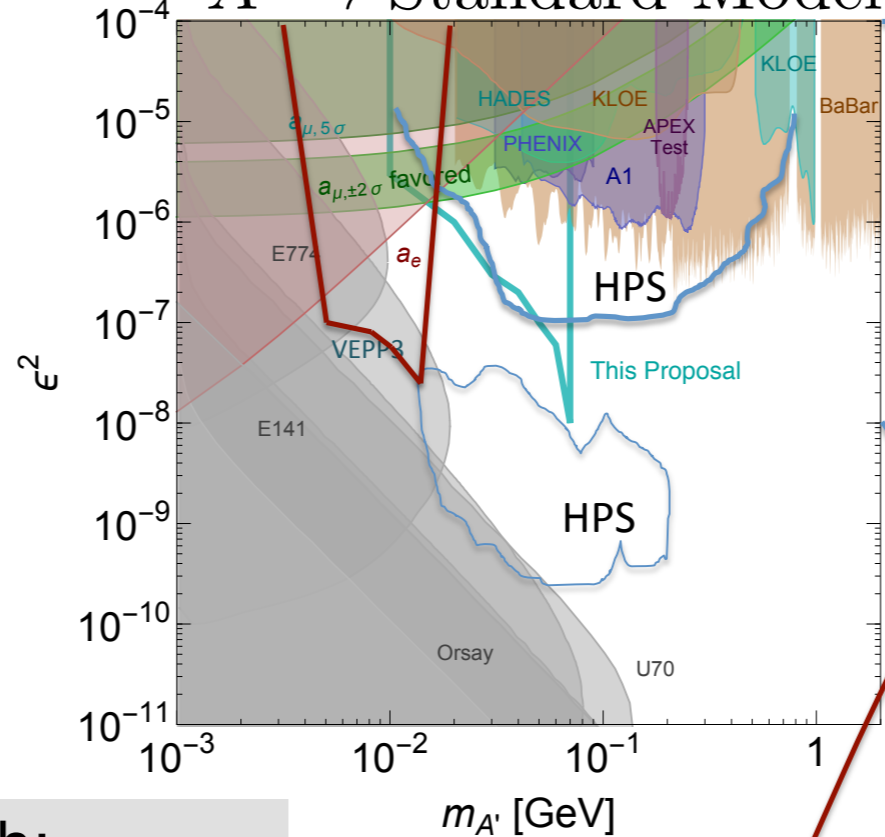 A' → Standard Model
10⁻⁴
10⁻⁵
10⁻⁶
10⁻⁷
10⁻⁸
10⁻⁹
10⁻¹⁰
10⁻¹¹
ϵ²
a_μ, 5 σ
a_μ,±2 σ favored
E774
a_e
VEPP3
E141
Orsay
U70
HADES
PHENIX
KLOE
A1
APEX
Test
KLOE
BaBar
HPS
This Proposal
HPS
10⁻³
10⁻²
10⁻¹
1
m_A' [GeV]